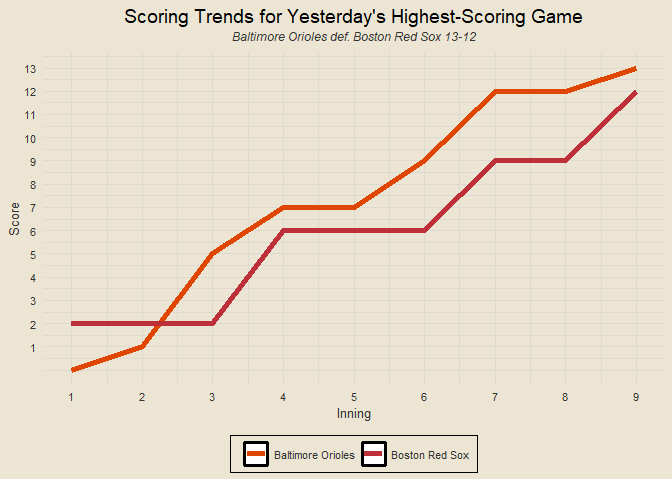 Scoring Trends for Yesterday's Highest-Scoring Game
Baltimore Orioles def. Boston Red Sox 13-12
13
12
11
10
9
8
7
6
5
4
3
2
1
Score
1 2 3 4 5 6 7 8 9
Inning
Baltimore Orioles Boston Red Sox